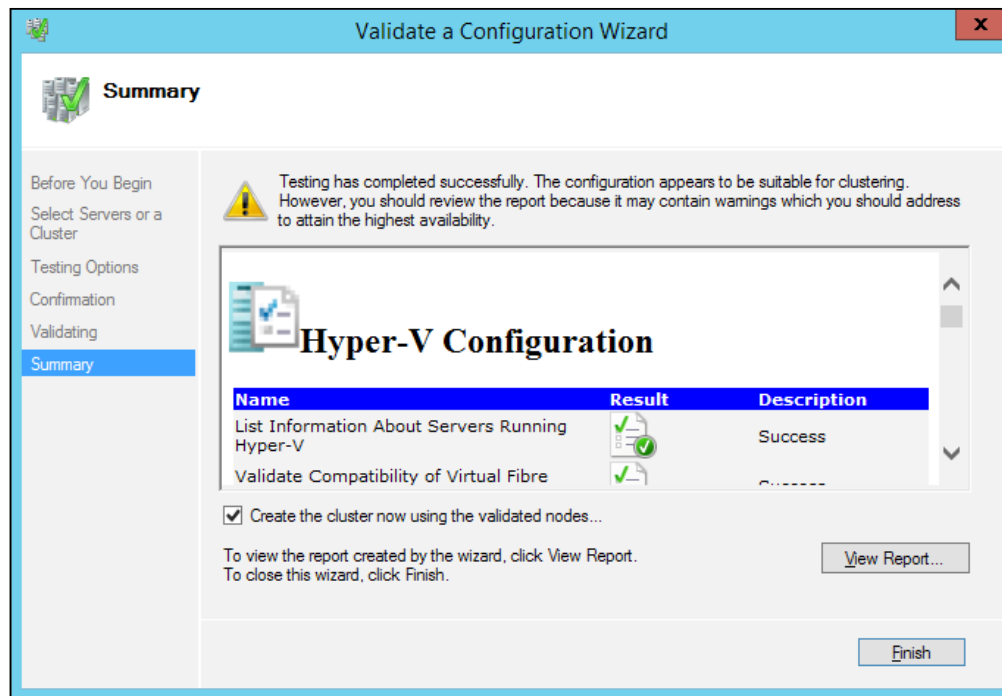 Validate a Configuration Wizard
x
Summary
Before You Begin
Select Servers or a
Cluster
Testing Options
Confirmation
Validating
Summary
Testing has completed successfully. The configuration appears to be suitable for clustering.
However, you should review the report because it may contain warnings which you should address
to attain the highest availability.
Hyper-V Configuration
Name Result Description
List Information About Servers Running
Hyper-V
Success
Validate Compatibility of Virtual Fibre
Success
Create the cluster now using the validated nodes...
To view the report created by the wizard, click View Report.
To close this wizard, click Finish.
View Report...
Finish